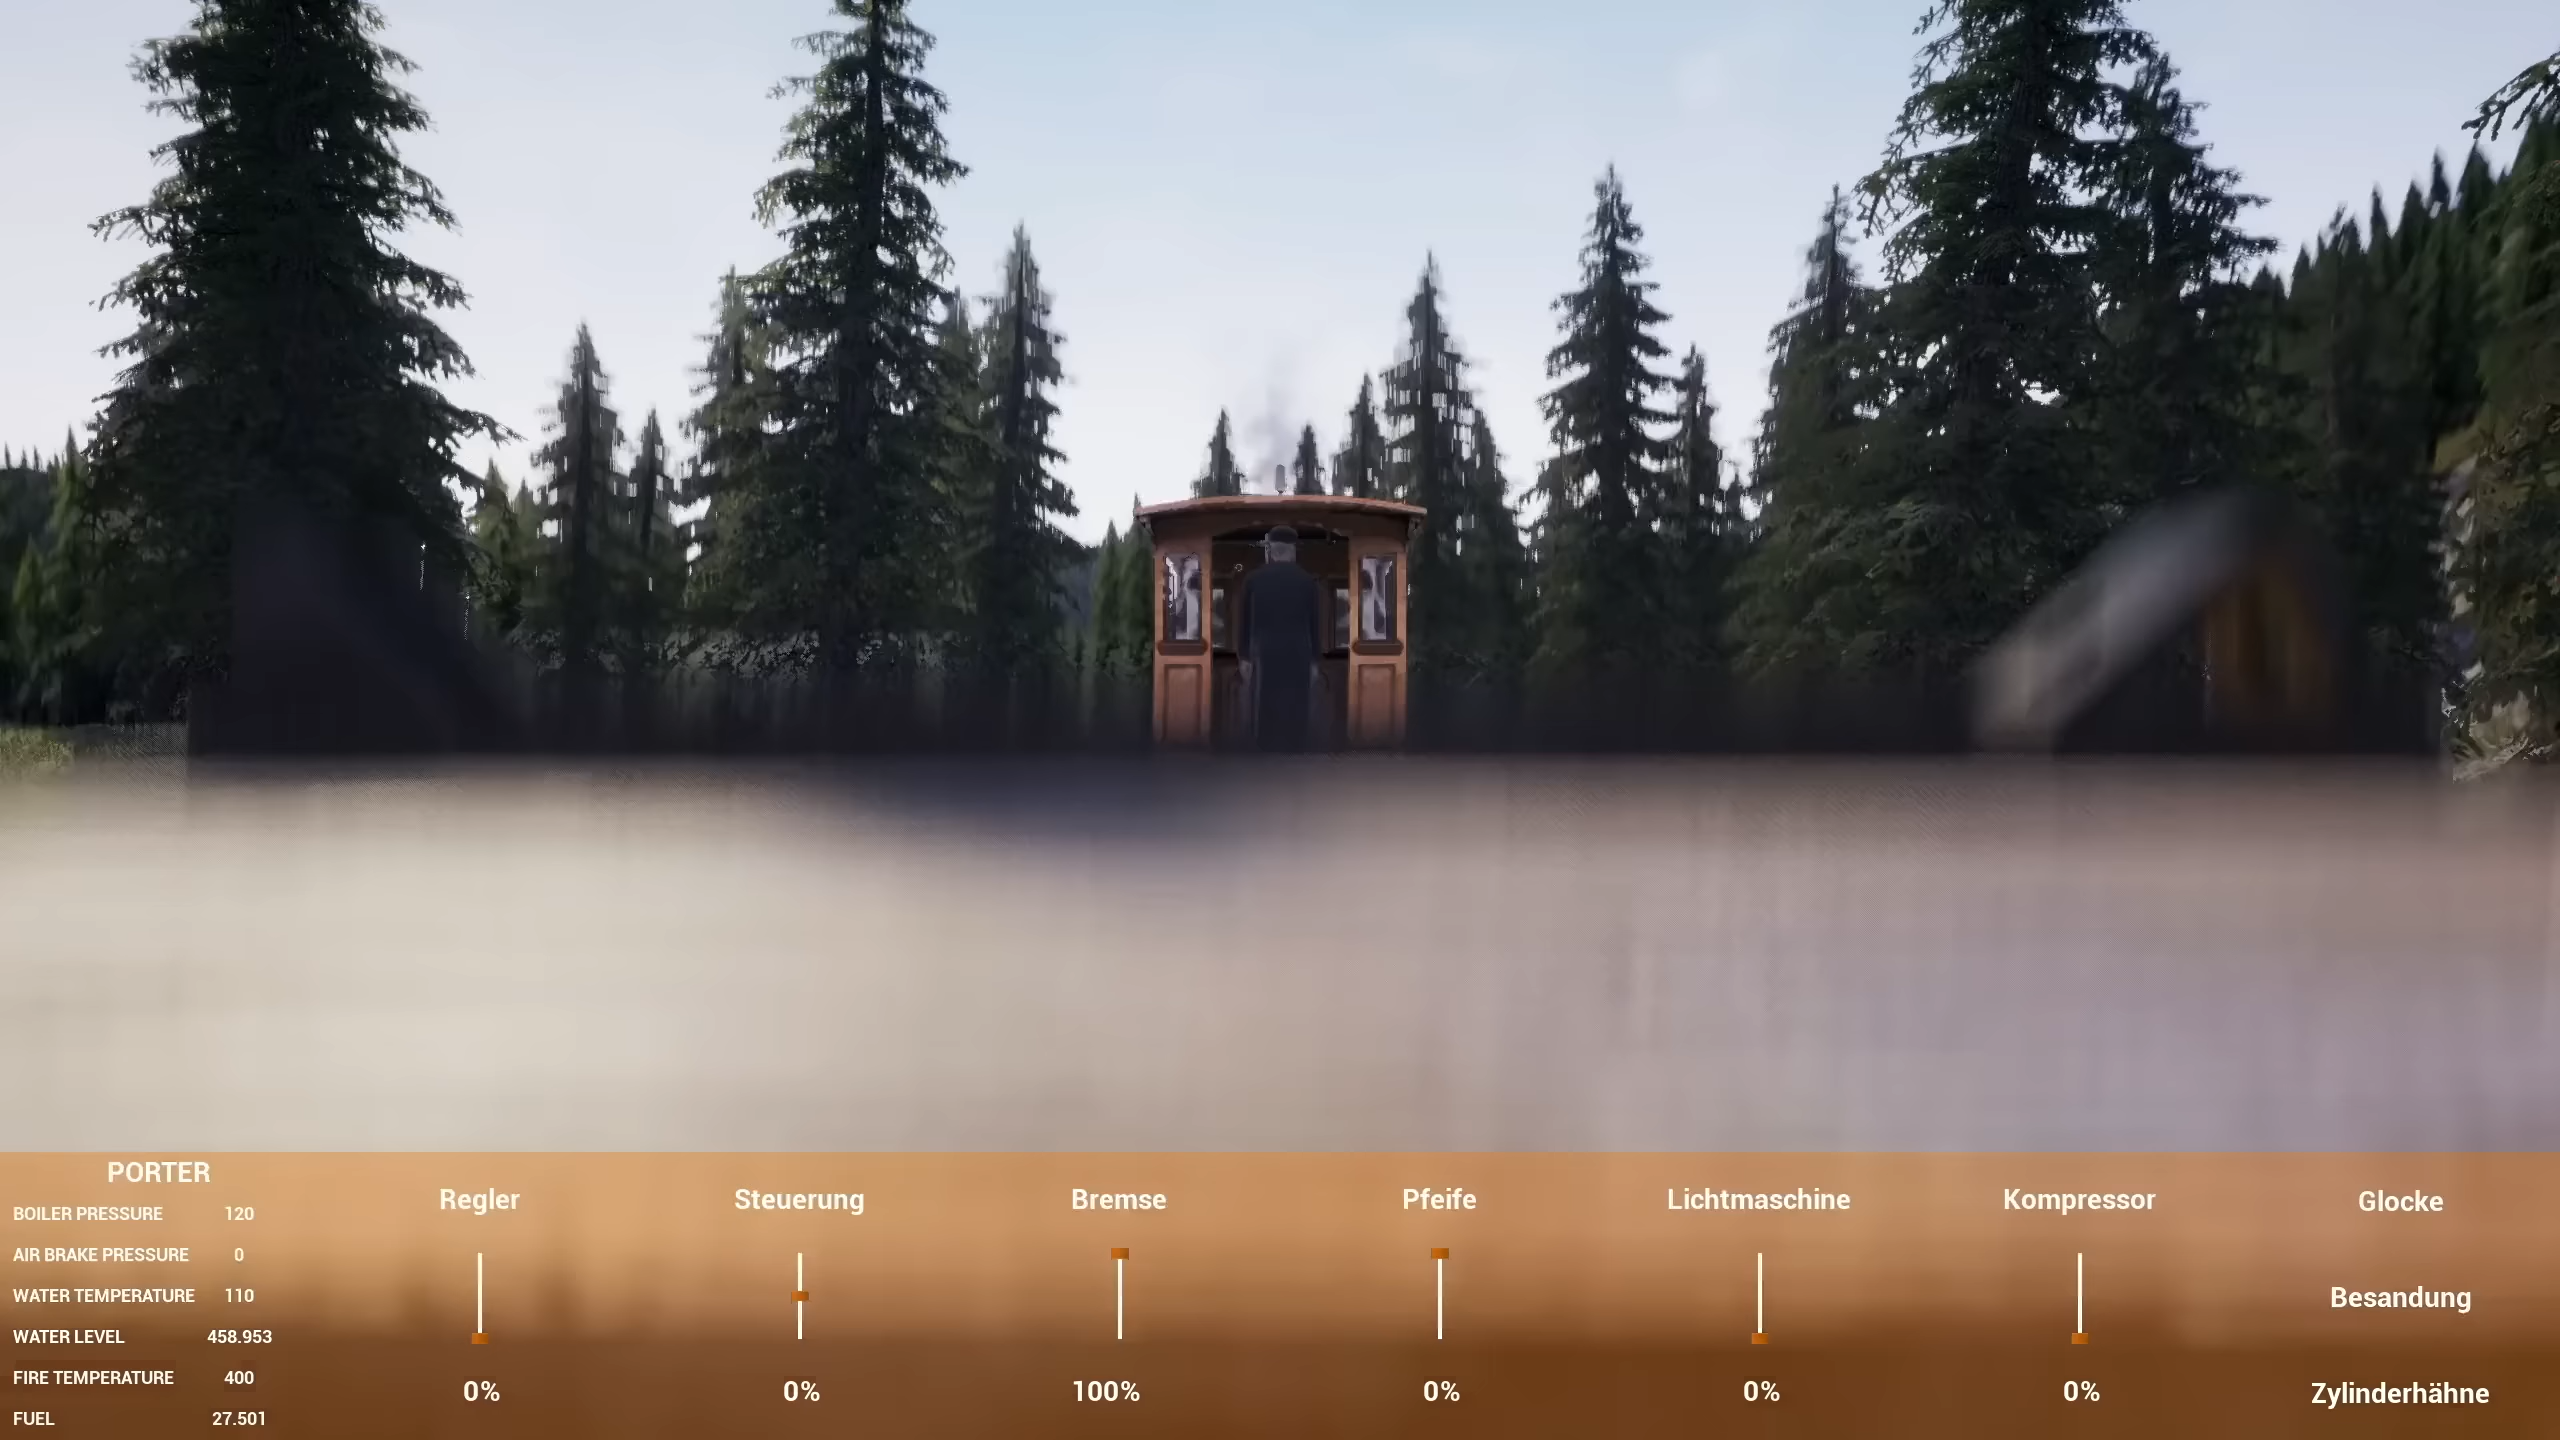 PORTER
BOILER PRESSURE 120
AIR BRAKE PRESSURE 0
WATER TEMPERATURE 110
WATER LEVEL 458.953
FIRE TEMPERATURE 400
FUEL 27.501
Regler
0%
Steuerung
0%
Bremse
100%
Pfeife
0%
Lichtmaschine
0%
Kompressor
0%
Glocke
Besandung
Zylinderhähne